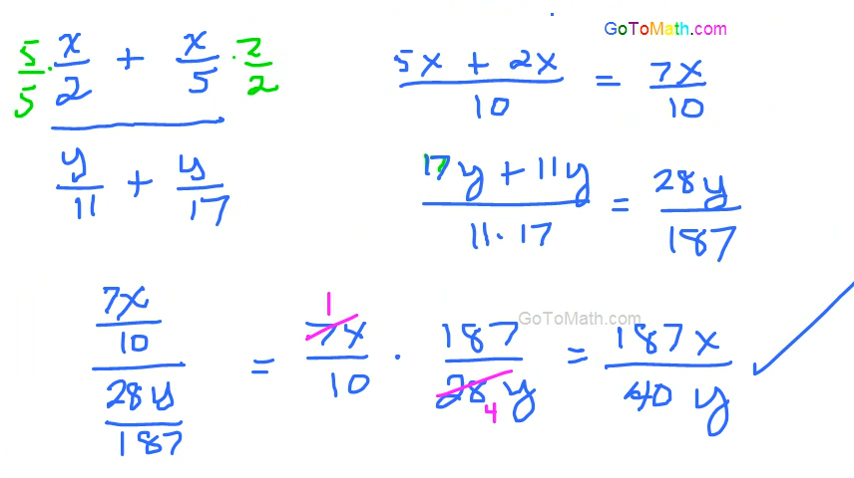 GoToMath.com
5/5 · x/2 + x/5 · 2/2
y/11 + y/17
5x + 2x / 10 = 7x / 10
17y + 11y / 11 · 17 = 28y / 187
7x/10 / 28y/187 = 7x/10 · 187/28y = 187x / 40y
1
4
GoToMath.com